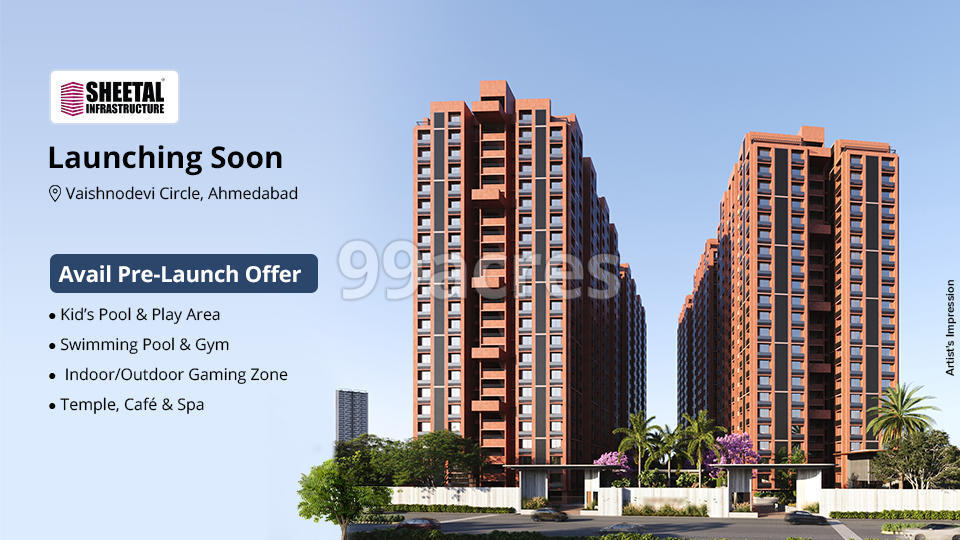 SHEETAL
INFRASTRUCTURE
Launching Soon
Vaishnodevi Circle, Ahmedabad
Avail Pre-Launch Offer
• Kid's Pool & Play Area
• Swimming Pool & Gym
• Indoor/Outdoor Gaming Zone
• Temple, Café & Spa
99acres
Artist's Impression